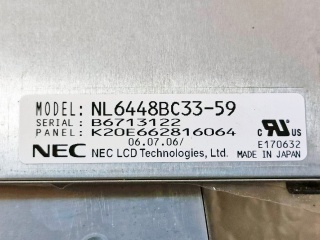 MODEL: NL6448BC33-59
SERIAL: B6713122
PANEL: K20E662816064
06.07.06/
NEC NEC LCD Technologies, Ltd.
c RU us
E170632
MADE IN JAPAN